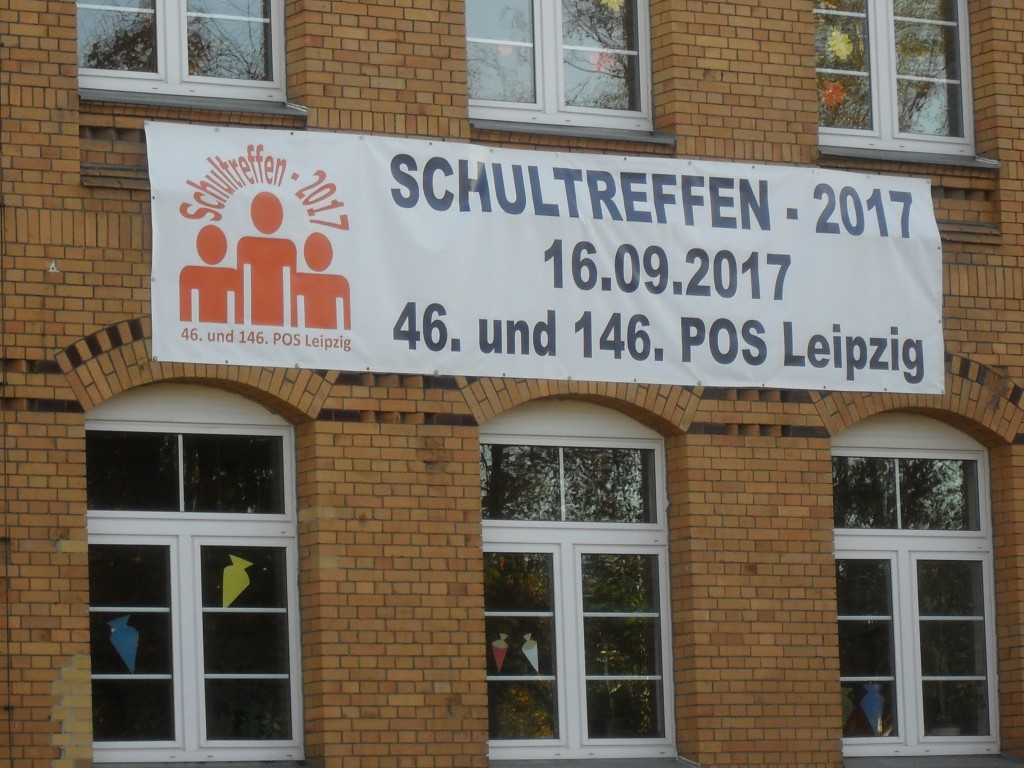 Schultreffen - 2017
46. und 146. POS Leipzig
SCHULTREFFEN - 2017
16.09.2017
46. und 146. POS Leipzig